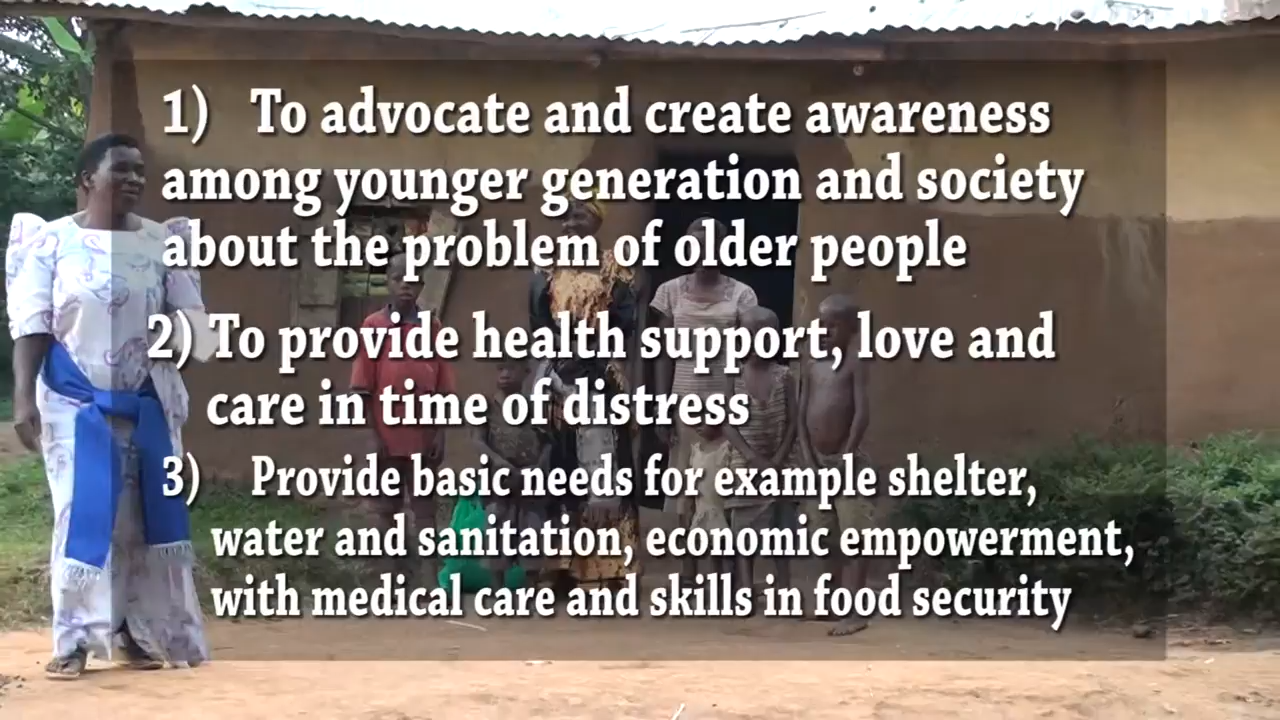 1) To advocate and create awareness
among younger generation and society
about the problem of older people
2) To provide health support, love and
care in time of distress
3) Provide basic needs for example shelter,
water and sanitation, economic empowerment,
with medical care and skills in food security